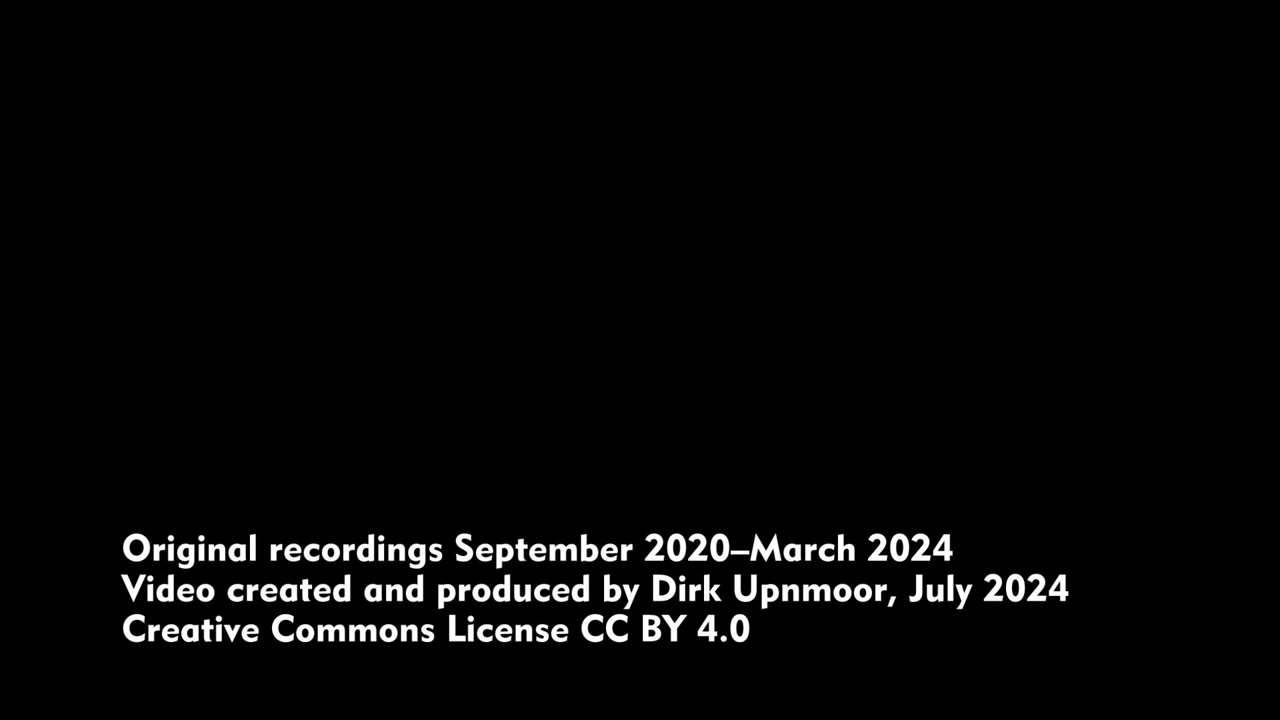 Original recordings September 2020–March 2024
Video created and produced by Dirk Upnmoor, July 2024
Creative Commons License CC BY 4.0